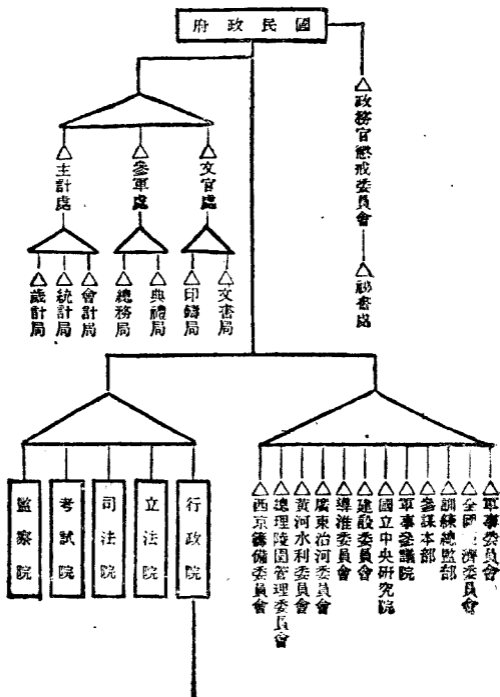 國民政府
政務官懲戒委員會
祕書處
文官處
參軍處
主計處
文書局
印鑄局
典禮局
總務局
會計局
統計局
歲計局
軍事委員會
全國經濟委員會
訓練總監部
參謀本部
軍事參議院
國立中央研究院
建設委員會
導淮委員會
廣東治河委員會
黃河水利委員會
總理陵園管理委員會
西京籌備委員會
行政院
立法院
司法院
考試院
監察院